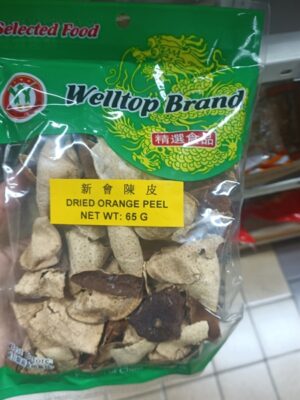 Selected Food
Welltop Brand
精選食品
新會陳皮
DRIED ORANGE PEEL
NET WT: 65 G